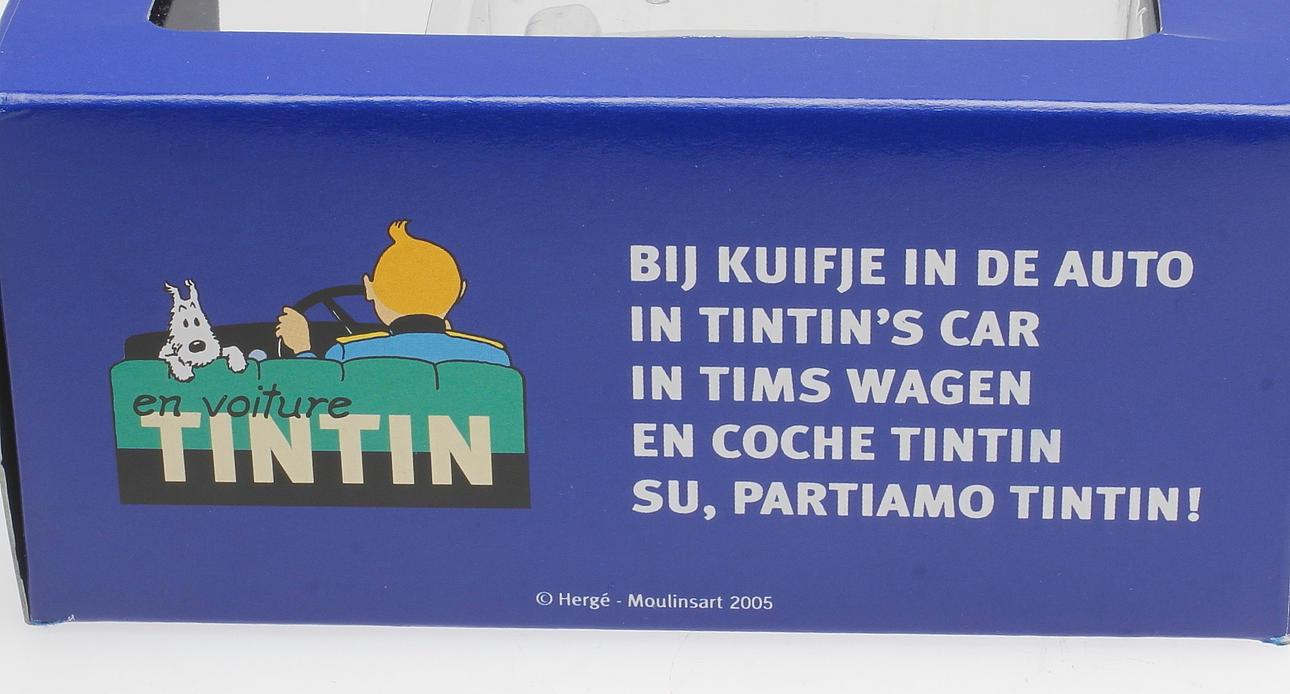 en voiture
TINTIN
BIJ KUIFJE IN DE AUTO
IN TINTIN’S CAR
IN TIMS WAGEN
EN COCHE TINTIN
SU, PARTIAMO TINTIN!
© Hergé - Moulinsart 2005